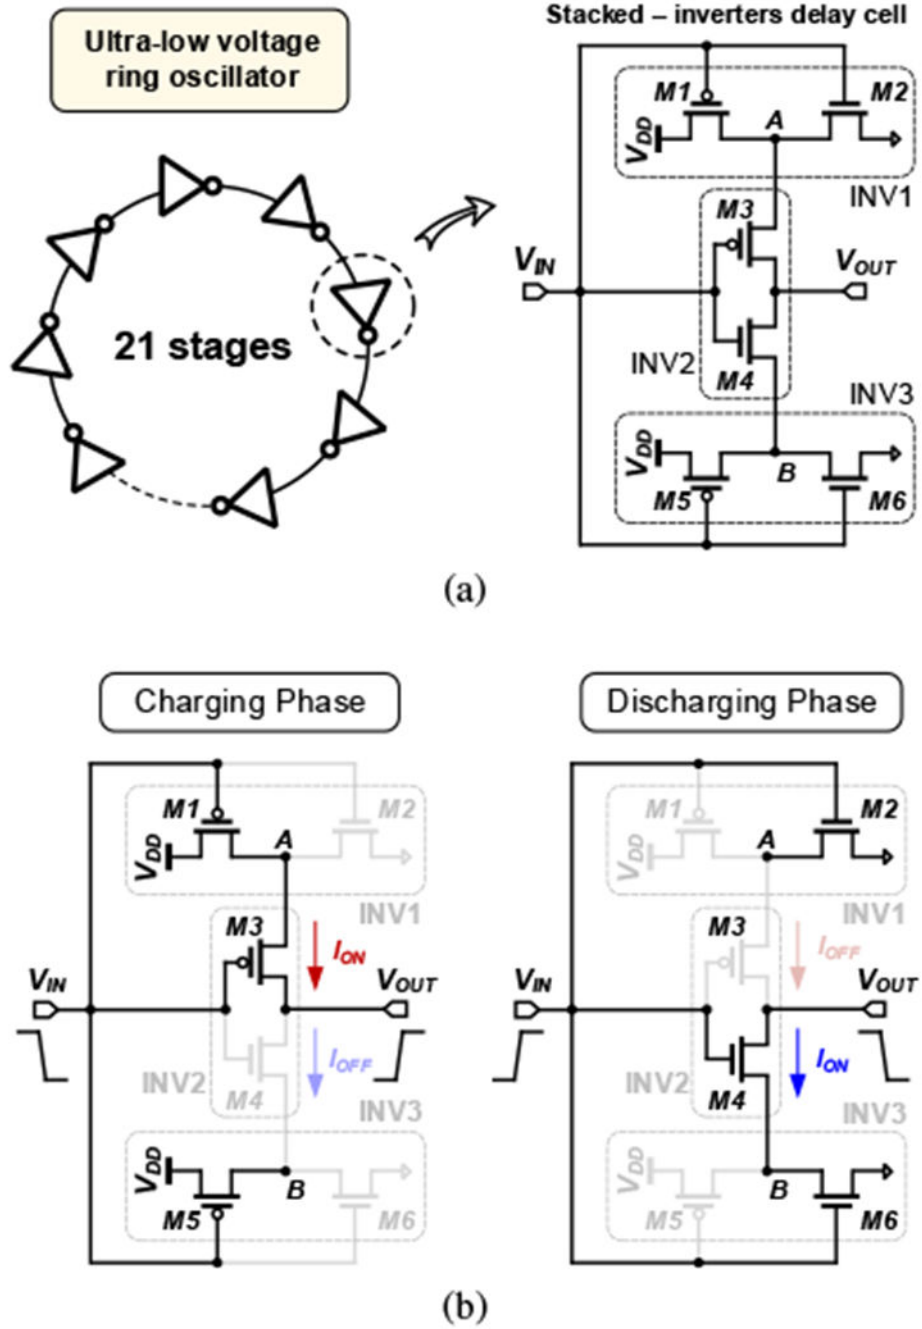 Ultra-low voltage
ring oscillator
21 stages
Stacked – inverters delay cell
M1
M2
VDD
A
INV1
M3
VIN
VOUT
INV2
M4
INV3
VDD
B
M5
M6
(a)
Charging Phase
M1
M2
VDD
A
INV1
M3
ION
VIN
VOUT
IOFF
INV2
M4
INV3
VDD
B
M5
M6
Discharging Phase
M1
M2
VDD
A
INV1
M3
IOFF
VIN
VOUT
ION
INV2
M4
INV3
VDD
B
M5
M6
(b)